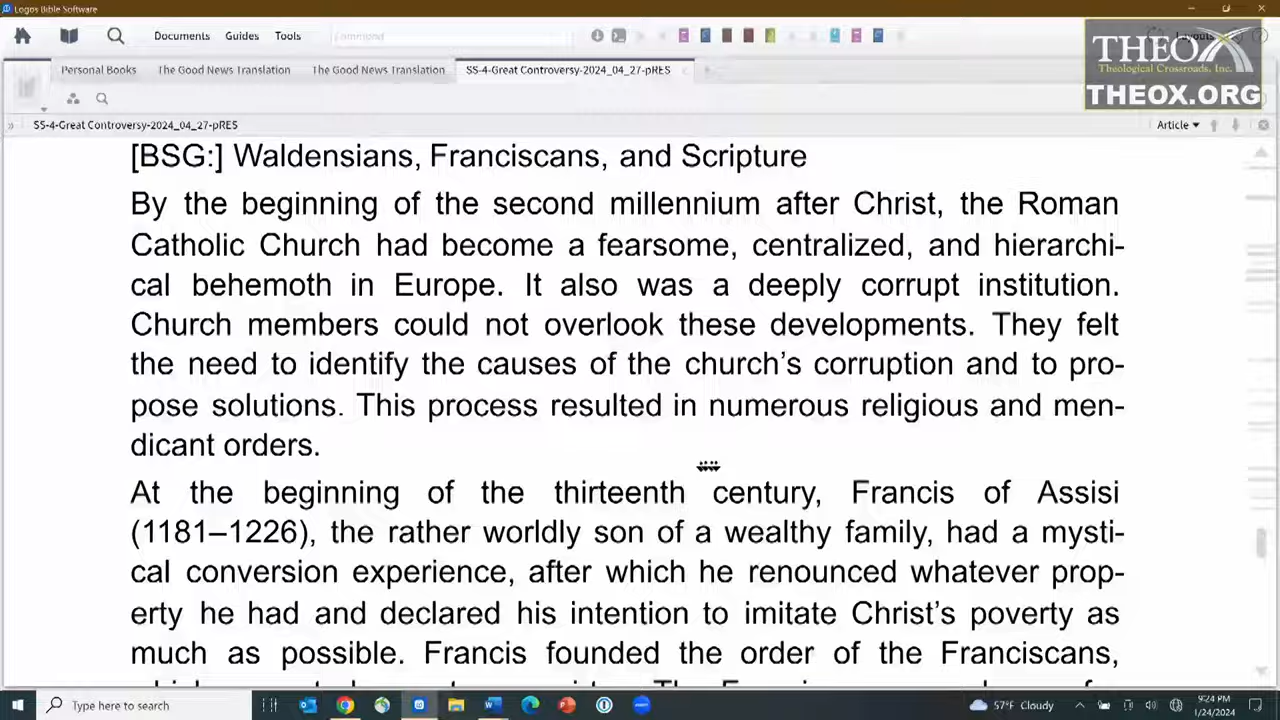 Logos Bible Software
Documents Guides Tools Command
THEOX
Theological Crossroads, Inc.
THEOX.ORG
Personal Books The Good News Translation The Good News Trans SS-4-Great Controversy-2024_04_27-pRES
SS-4-Great Controversy-2024_04_27-pRES Article
[BSG:] Waldensians, Franciscans, and Scripture
By the beginning of the second millennium after Christ, the Roman
Catholic Church had become a fearsome, centralized, and hierarchi-
cal behemoth in Europe. It also was a deeply corrupt institution.
Church members could not overlook these developments. They felt
the need to identify the causes of the church's corruption and to pro-
pose solutions. This process resulted in numerous religious and men-
dicant orders.
At the beginning of the thirteenth century, Francis of Assisi
(1181–1226), the rather worldly son of a wealthy family, had a mysti-
cal conversion experience, after which he renounced whatever prop-
erty he had and declared his intention to imitate Christ's poverty as
much as possible. Francis founded the order of the Franciscans,
Type here to search
57°F Cloudy
9:24 PM
1/24/2024